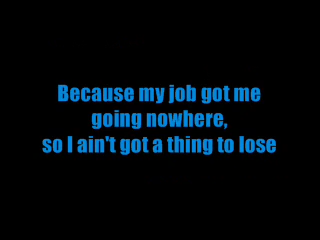 Because my job got me
going nowhere,
so I ain't got a thing to lose